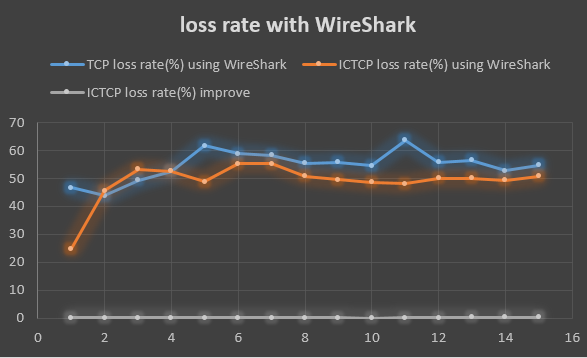 loss rate with WireShark
TCP loss rate(%) using WireShark
ICTCP loss rate(%) using WireShark
ICTCP loss rate(%) improve
70
60
50
40
30
20
10
0
0 2 4 6 8 10 12 14 16